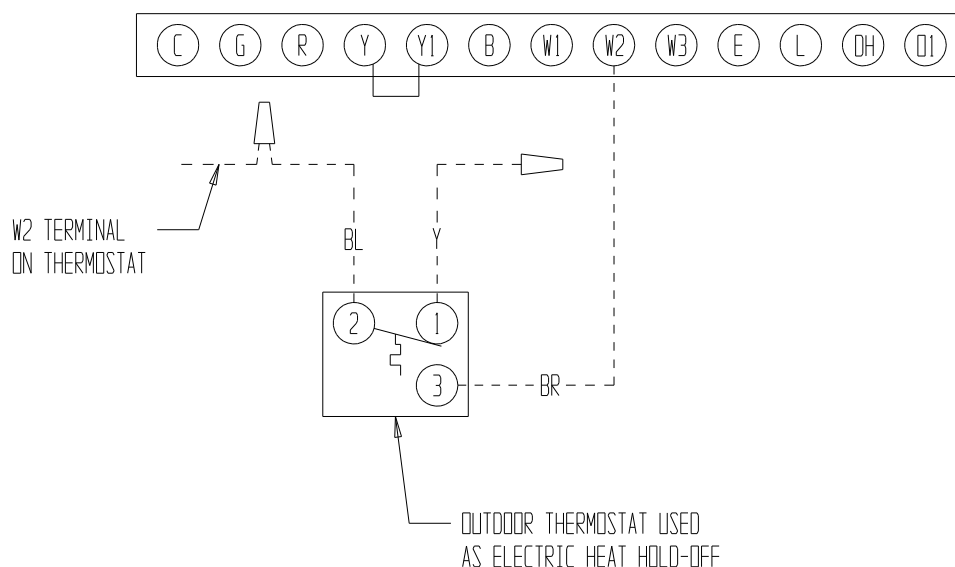 C G R Y Y1 B W1 W2 W3 E L DH D1
W2 TERMINAL
ON THERMOSTAT
BL
Y
2
1
3
BR
OUTDOOR THERMOSTAT USED
AS ELECTRIC HEAT HOLD-OFF